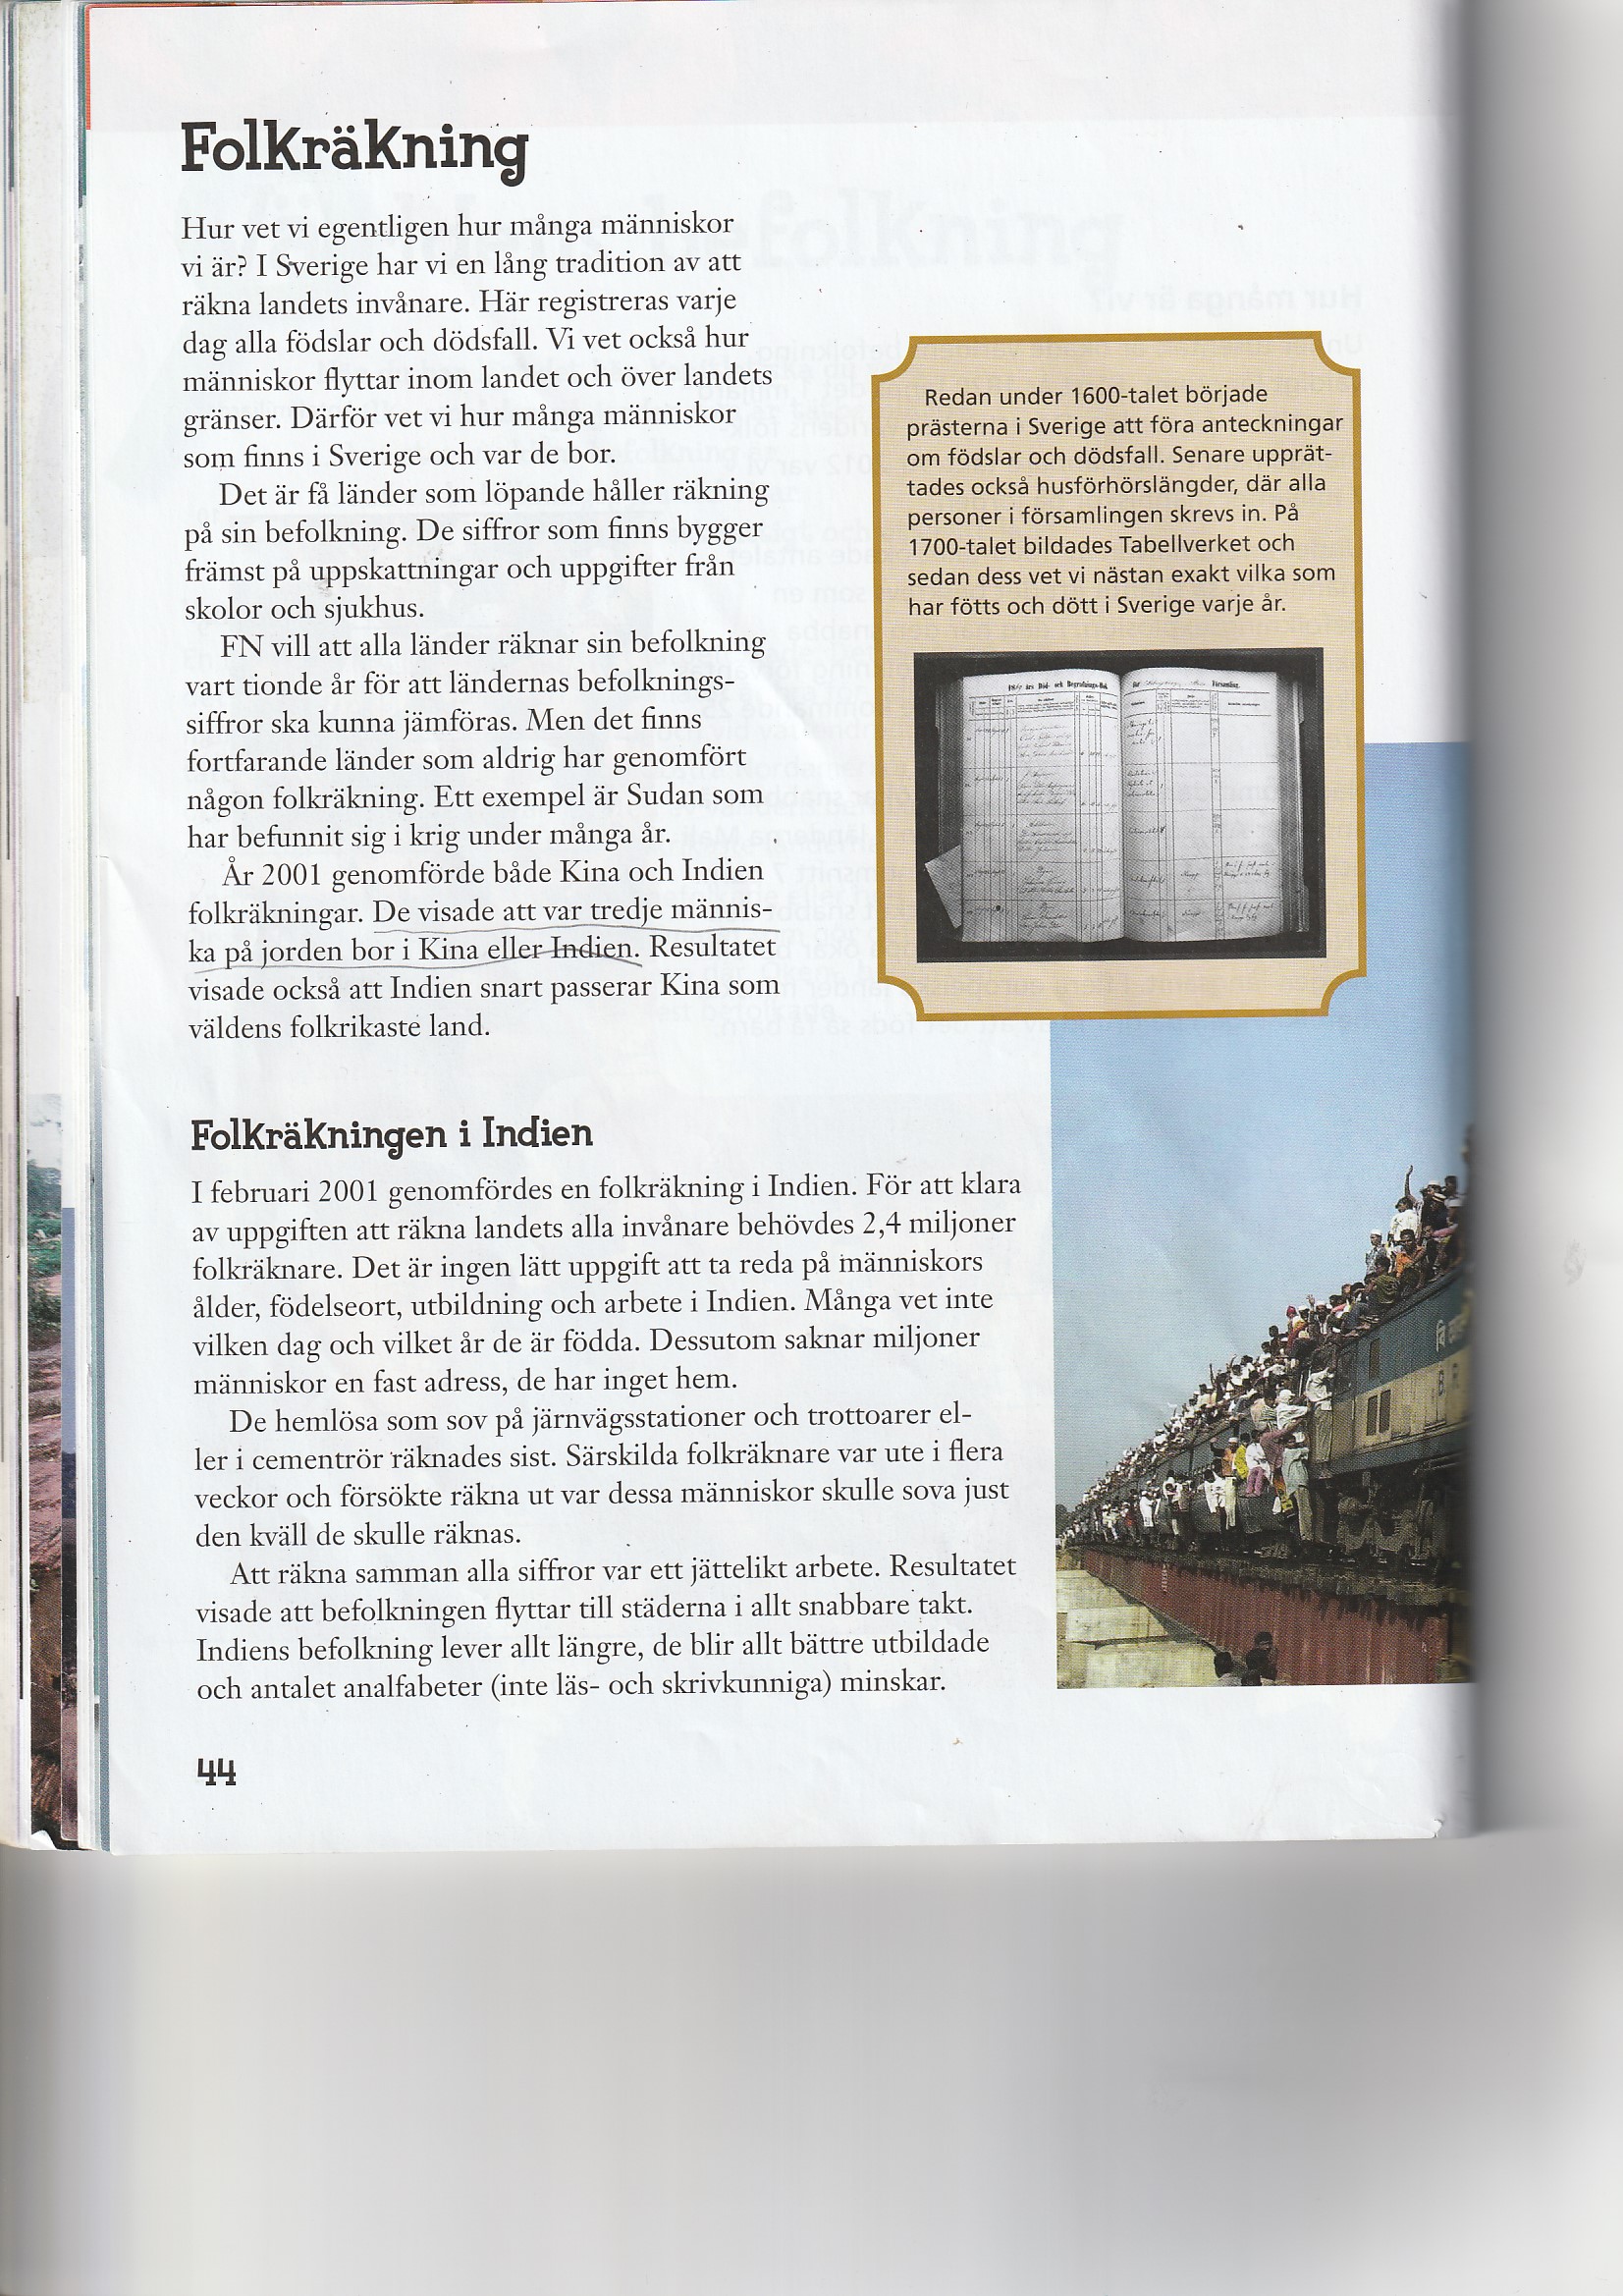 Folkräkning
Hur vet vi egentligen hur många människor
vi är? I Sverige har vi en lång tradition av att
räkna landets invånare. Här registreras varje
dag alla födslar och dödsfall. Vi vet också hur
människor flyttar inom landet och över landets
gränser. Därför vet vi hur många människor
som finns i Sverige och var de bor.
Det är få länder som löpande håller räkning
på sin befolkning. De siffror som finns bygger
främst på uppskattningar och uppgifter från
skolor och sjukhus.
FN vill att alla länder räknar sin befolkning
vart tionde år för att ländernas befolknings-
siffror ska kunna jämföras. Men det finns
fortfarande länder som aldrig har genomfört
någon folkräkning. Ett exempel är Sudan som
har befunnit sig i krig under många år.
År 2001 genomförde både Kina och Indien
folkräkningar. De visade att var tredje männis-
ka på jorden bor i Kina eller Indien. Resultatet
visade också att Indien snart passerar Kina som
väldens folkrikaste land.
Redan under 1600-talet började
prästerna i Sverige att föra anteckningar
om födslar och dödsfall. Senare upprät-
tades också husförhörslängder, där alla
personer i församlingen skrevs in. På
1700-talet bildades Tabellverket och
sedan dess vet vi nästan exakt vilka som
har fötts och dött i Sverige varje år.
års Död- och Begrafnings-Bok
Församling.
Folkräkningen i Indien
I februari 2001 genomfördes en folkräkning i Indien. För att klara
av uppgiften att räkna landets alla invånare behövdes 2,4 miljoner
folkräknare. Det är ingen lätt uppgift att ta reda på människors
ålder, födelseort, utbildning och arbete i Indien. Många vet inte
vilken dag och vilket år de är födda. Dessutom saknar miljoner
människor en fast adress, de har inget hem.
De hemlösa som sov på järnvägsstationer och trottoarer el-
ler i cementrör räknades sist. Särskilda folkräknare var ute i flera
veckor och försökte räkna ut var dessa människor skulle sova just
den kväll de skulle räknas.
Att räkna samman alla siffror var ett jättelikt arbete. Resultatet
visade att befolkningen flyttar till städerna i allt snabbare takt.
Indiens befolkning lever allt längre, de blir allt bättre utbildade
och antalet analfabeter (inte läs- och skrivkunniga) minskar.
44